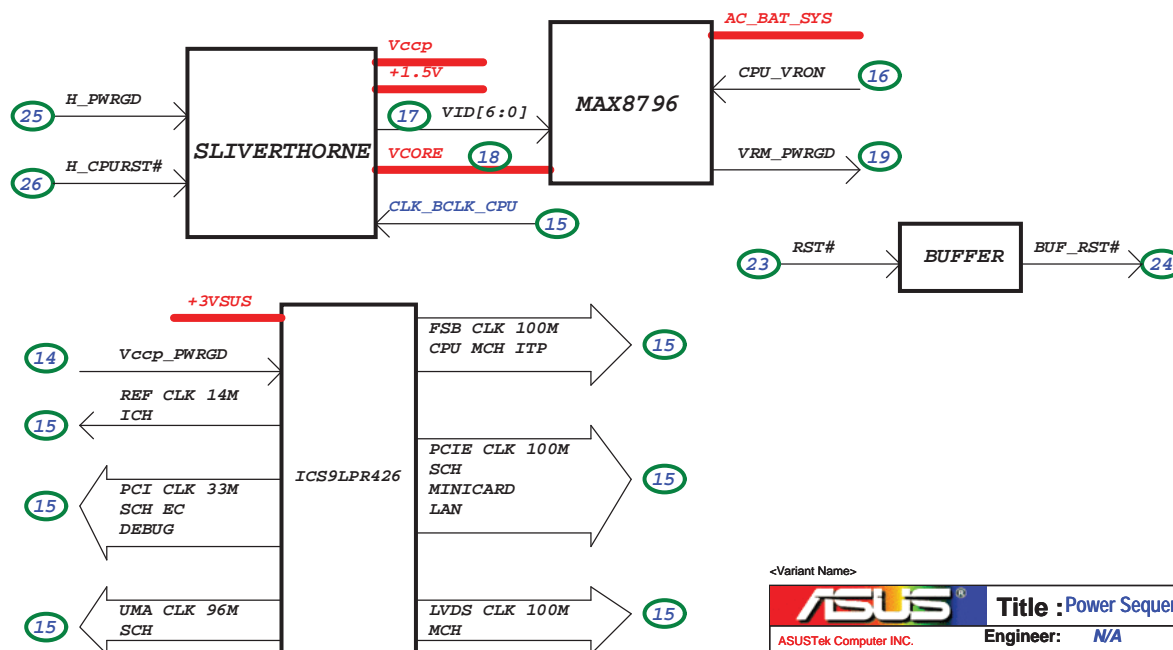 AC_BAT_SYS
Vccp
+1.5V
CPU_VRON
16
25
H_PWRGD
17
VID[6:0]
MAX8796
SLIVERTHORNE
VCORE
18
VRM_PWRGD
19
26
H_CPURST#
CLK_BCLK_CPU
15
23
RST#
BUFFER
BUF_RST#
24
+3VSUS
14
Vccp_PWRGD
FSB CLK 100M
CPU MCH ITP
15
REF CLK 14M
ICH
15
ICS9LPR426
PCIE CLK 100M
SCH
MINICARD
LAN
15
PCI CLK 33M
SCH EC
DEBUG
15
UMA CLK 96M
SCH
15
LVDS CLK 100M
MCH
15
<Variant Name>
ASUS®
Title : Power Sequen
ASUSTek Computer INC.
Engineer: N/A